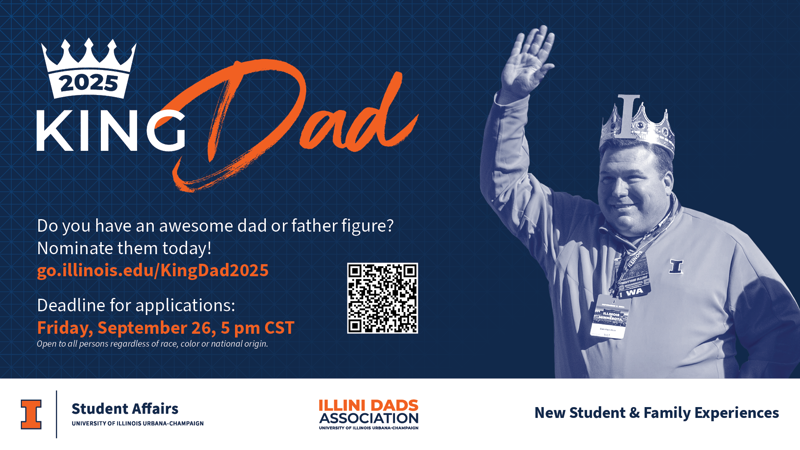 2025
KING Dad
Do you have an awesome dad or father figure?
Nominate them today!
go.illinois.edu/KingDad2025
Deadline for applications:
Friday, September 26, 5 pm CST
Open to all persons regardless of race, color or national origin.
I
I
WA
I
Student Affairs
UNIVERSITY OF ILLINOIS URBANA-CHAMPAIGN
ILLINI DADS
ASSOCIATION
UNIVERSITY OF ILLINOIS URBANA-CHAMPAIGN
New Student & Family Experiences